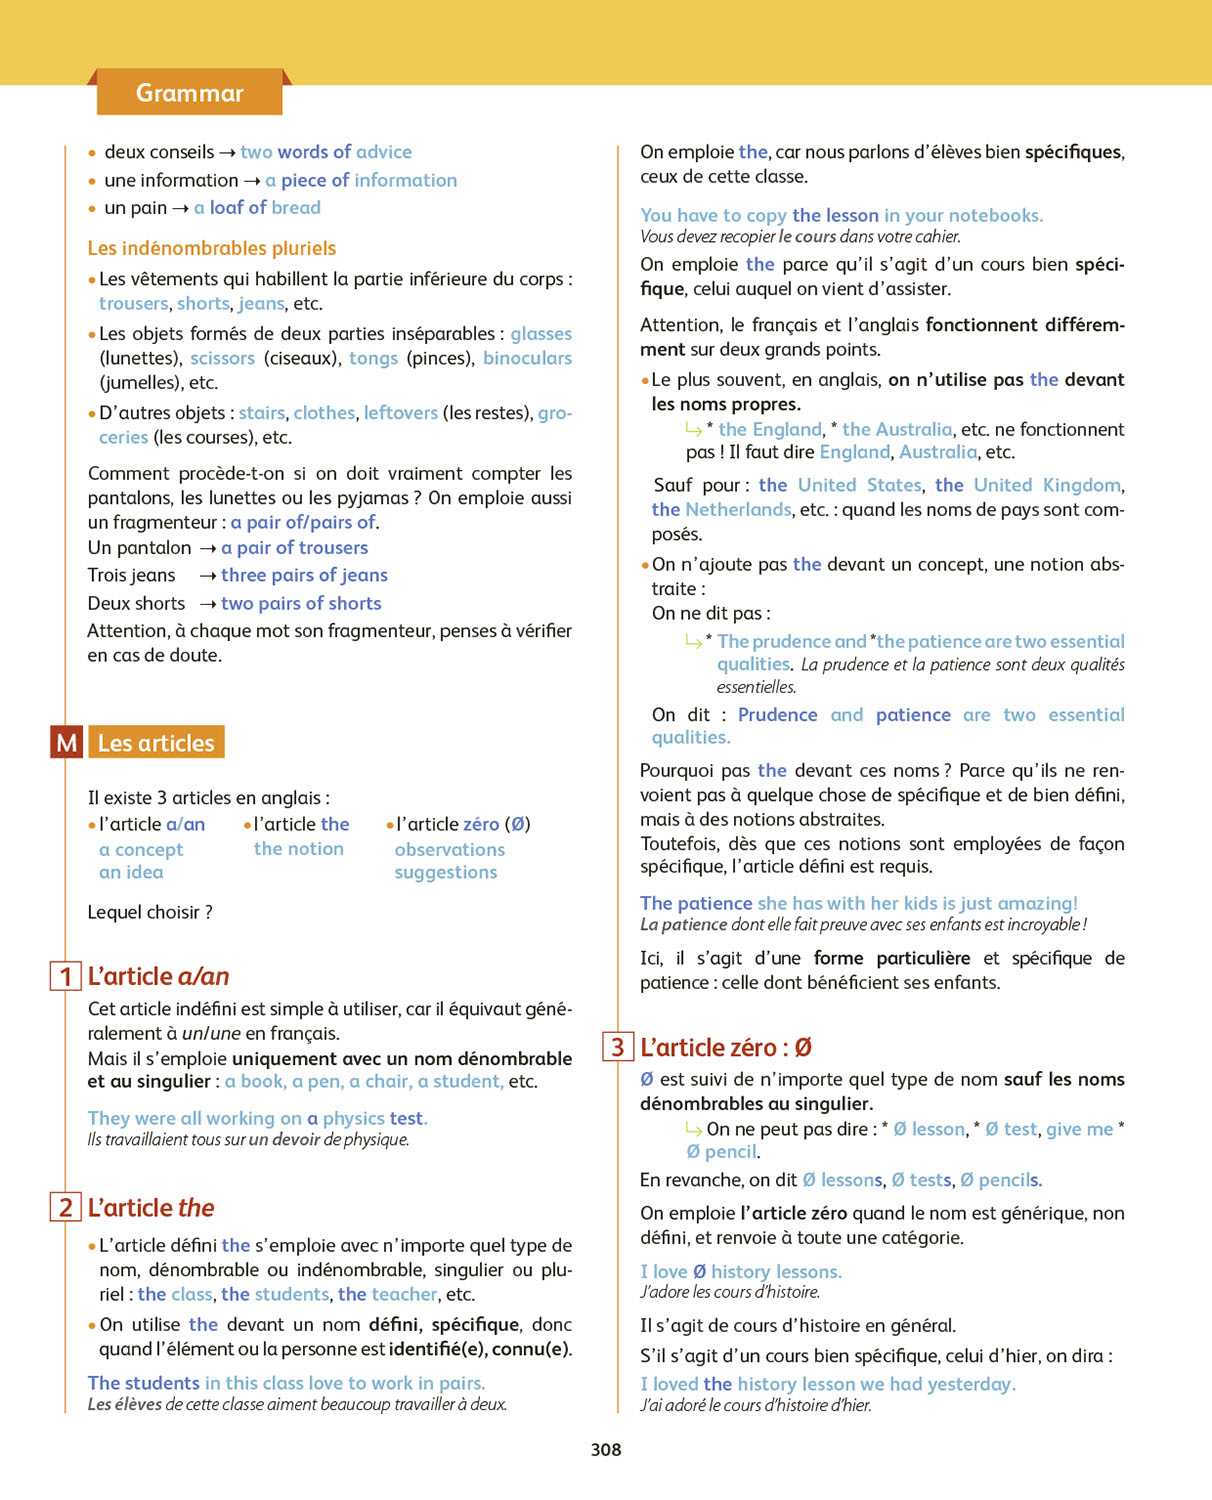 Grammar
• deux conseils → two words of advice
• une information → a piece of information
• un pain → a loaf of bread
Les indénombrables pluriels
• Les vêtements qui habillent la partie inférieure du corps :
trousers, shorts, jeans, etc.
• Les objets formés de deux parties inséparables : glasses
(lunettes), scissors (ciseaux), tongs (pinces), binoculars
(jumelles), etc.
• D'autres objets : stairs, clothes, leftovers (les restes), gro-
ceries (les courses), etc.
Comment procède-t-on si on doit vraiment compter les
pantalons, les lunettes ou les pyjamas ? On emploie aussi
un fragmenteur : a pair of/pairs of.
Un pantalon → a pair of trousers
Trois jeans → three pairs of jeans
Deux shorts → two pairs of shorts
Attention, à chaque mot son fragmenteur, penses à vérifier
en cas de doute.
M Les articles
Il existe 3 articles en anglais :
• l'article a/an • l'article the • l'article zéro (Ø)
a concept the notion observations
an idea suggestions
Lequel choisir ?
1 L'article a/an
Cet article indéfini est simple à utiliser, car il équivaut géné-
ralement à un/une en français.
Mais il s'emploie uniquement avec un nom dénombrable
et au singulier : a book, a pen, a chair, a student, etc.
They were all working on a physics test.
Ils travaillaient tous sur un devoir de physique.
2 L'article the
• L'article défini the s'emploie avec n'importe quel type de
nom, dénombrable ou indénombrable, singulier ou plu-
riel : the class, the students, the teacher, etc.
• On utilise the devant un nom défini, spécifique, donc
quand l'élément ou la personne est identifié(e), connu(e).
The students in this class love to work in pairs.
Les élèves de cette classe aiment beaucoup travailler à deux.
On emploie the, car nous parlons d'élèves bien spécifiques,
ceux de cette classe.
You have to copy the lesson in your notebooks.
Vous devez recopier le cours dans votre cahier.
On emploie the parce qu'il s'agit d'un cours bien spéci-
fique, celui auquel on vient d'assister.
Attention, le français et l'anglais fonctionnent différem-
ment sur deux grands points.
• Le plus souvent, en anglais, on n'utilise pas the devant
les noms propres.
↳ * the England, * the Australia, etc. ne fonctionnent
pas ! Il faut dire England, Australia, etc.
Sauf pour : the United States, the United Kingdom,
the Netherlands, etc. : quand les noms de pays sont com-
posés.
• On n'ajoute pas the devant un concept, une notion abs-
traite :
On ne dit pas :
↳ * The prudence and *the patience are two essential
qualities. La prudence et la patience sont deux qualités
essentielles.
On dit : Prudence and patience are two essential
qualities.
Pourquoi pas the devant ces noms ? Parce qu'ils ne ren-
voient pas à quelque chose de spécifique et de bien défini,
mais à des notions abstraites.
Toutefois, dès que ces notions sont employées de façon
spécifique, l'article défini est requis.
The patience she has with her kids is just amazing!
La patience dont elle fait preuve avec ses enfants est incroyable !
Ici, il s'agit d'une forme particulière et spécifique de
patience : celle dont bénéficient ses enfants.
3 L'article zéro : Ø
Ø est suivi de n'importe quel type de nom sauf les noms
dénombrables au singulier.
↳ On ne peut pas dire : * Ø lesson, * Ø test, give me *
Ø pencil.
En revanche, on dit Ø lessons, Ø tests, Ø pencils.
On emploie l'article zéro quand le nom est générique, non
défini, et renvoie à toute une catégorie.
I love Ø history lessons.
J'adore les cours d'histoire.
Il s'agit de cours d'histoire en général.
S'il s'agit d'un cours bien spécifique, celui d'hier, on dira :
I loved the history lesson we had yesterday.
J'ai adoré le cours d'histoire d'hier.
308